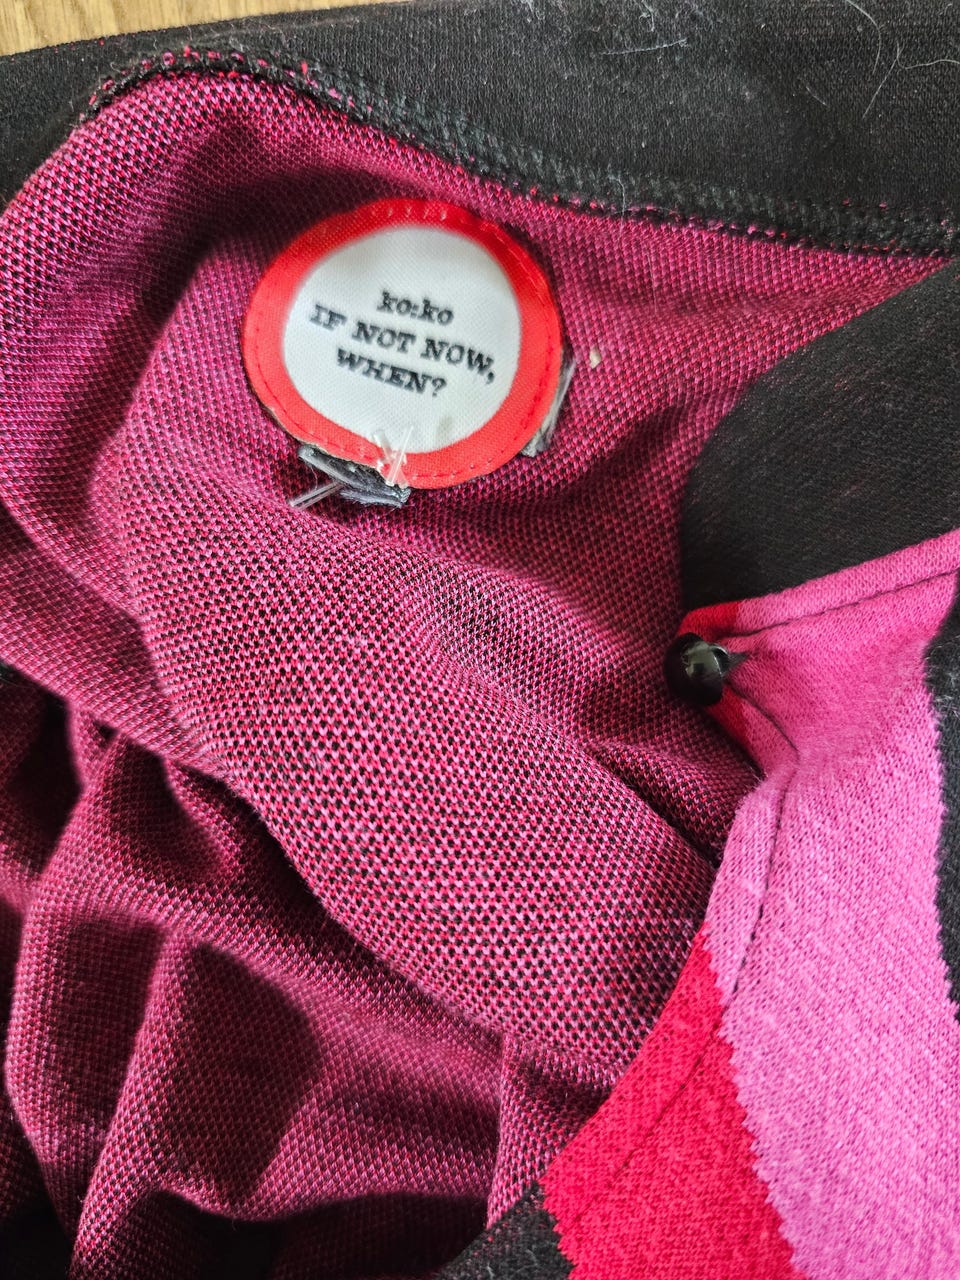 ko:ko
IF NOT NOW,
WHEN?